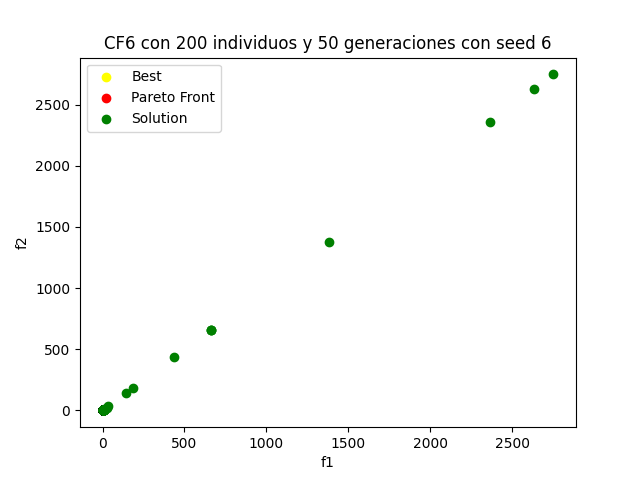 CF6 con 200 individuos y 50 generaciones con seed 6
Best
Pareto Front
Solution
2500
2000
1500
1000
500
0
f2
0 500 1000 1500 2000 2500
f1